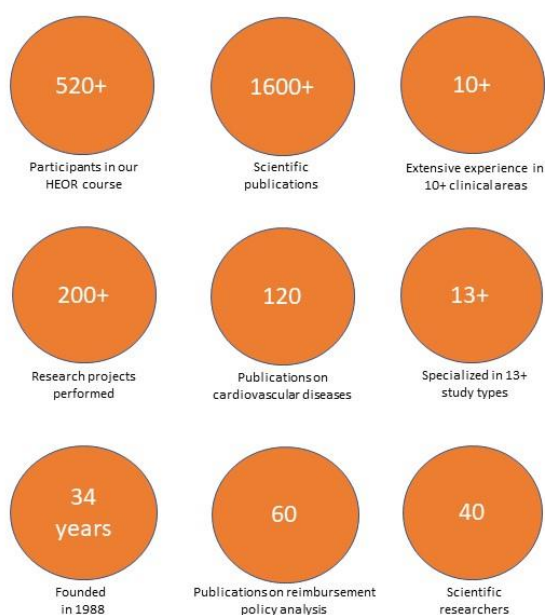 520+
Participants in our
HEOR course
1600+
Scientific
publications
10+
Extensive experience in
10+ clinical areas
200+
Research projects
performed
120
Publications on
cardiovascular diseases
13+
Specialized in 13+
study types
34
years
Founded
in 1988
60
Publications on reimbursement
policy analysis
40
Scientific
researchers